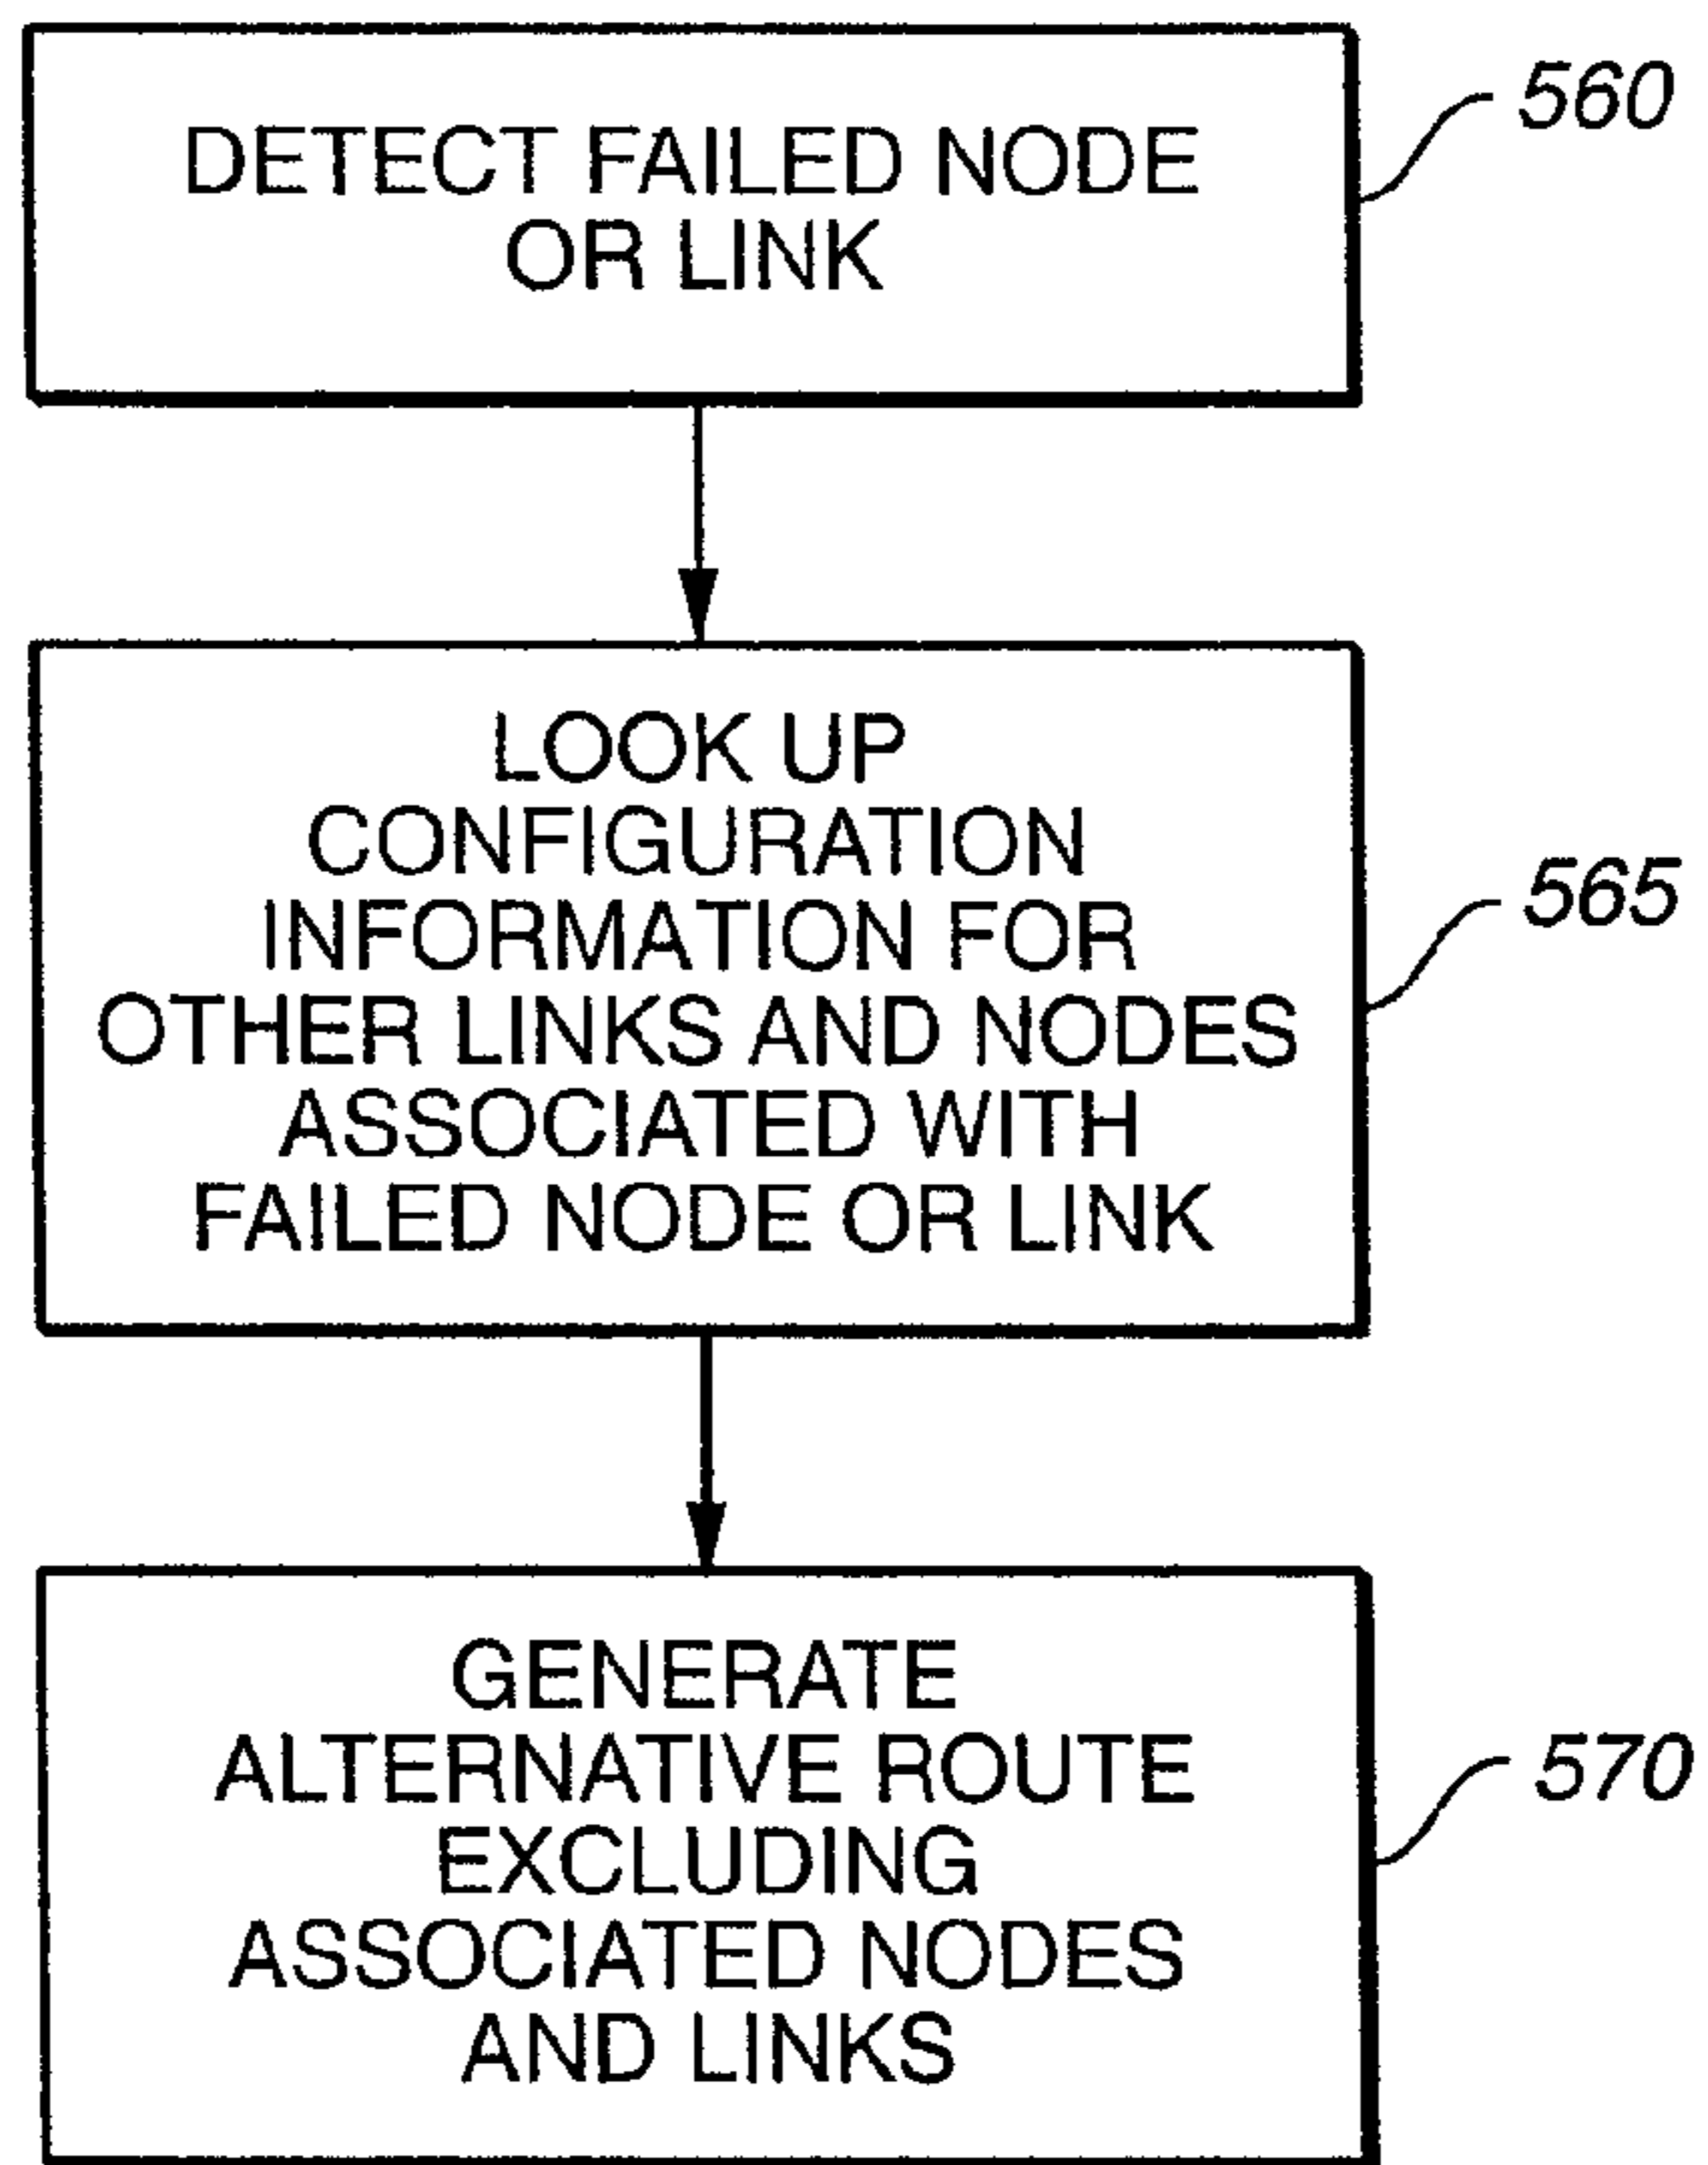 DETECT FAILED NODE
OR LINK
560
LOOK UP
CONFIGURATION
INFORMATION FOR
OTHER LINKS AND NODES
ASSOCIATED WITH
FAILED NODE OR LINK
565
GENERATE
ALTERNATIVE ROUTE
EXCLUDING
ASSOCIATED NODES
AND LINKS
570